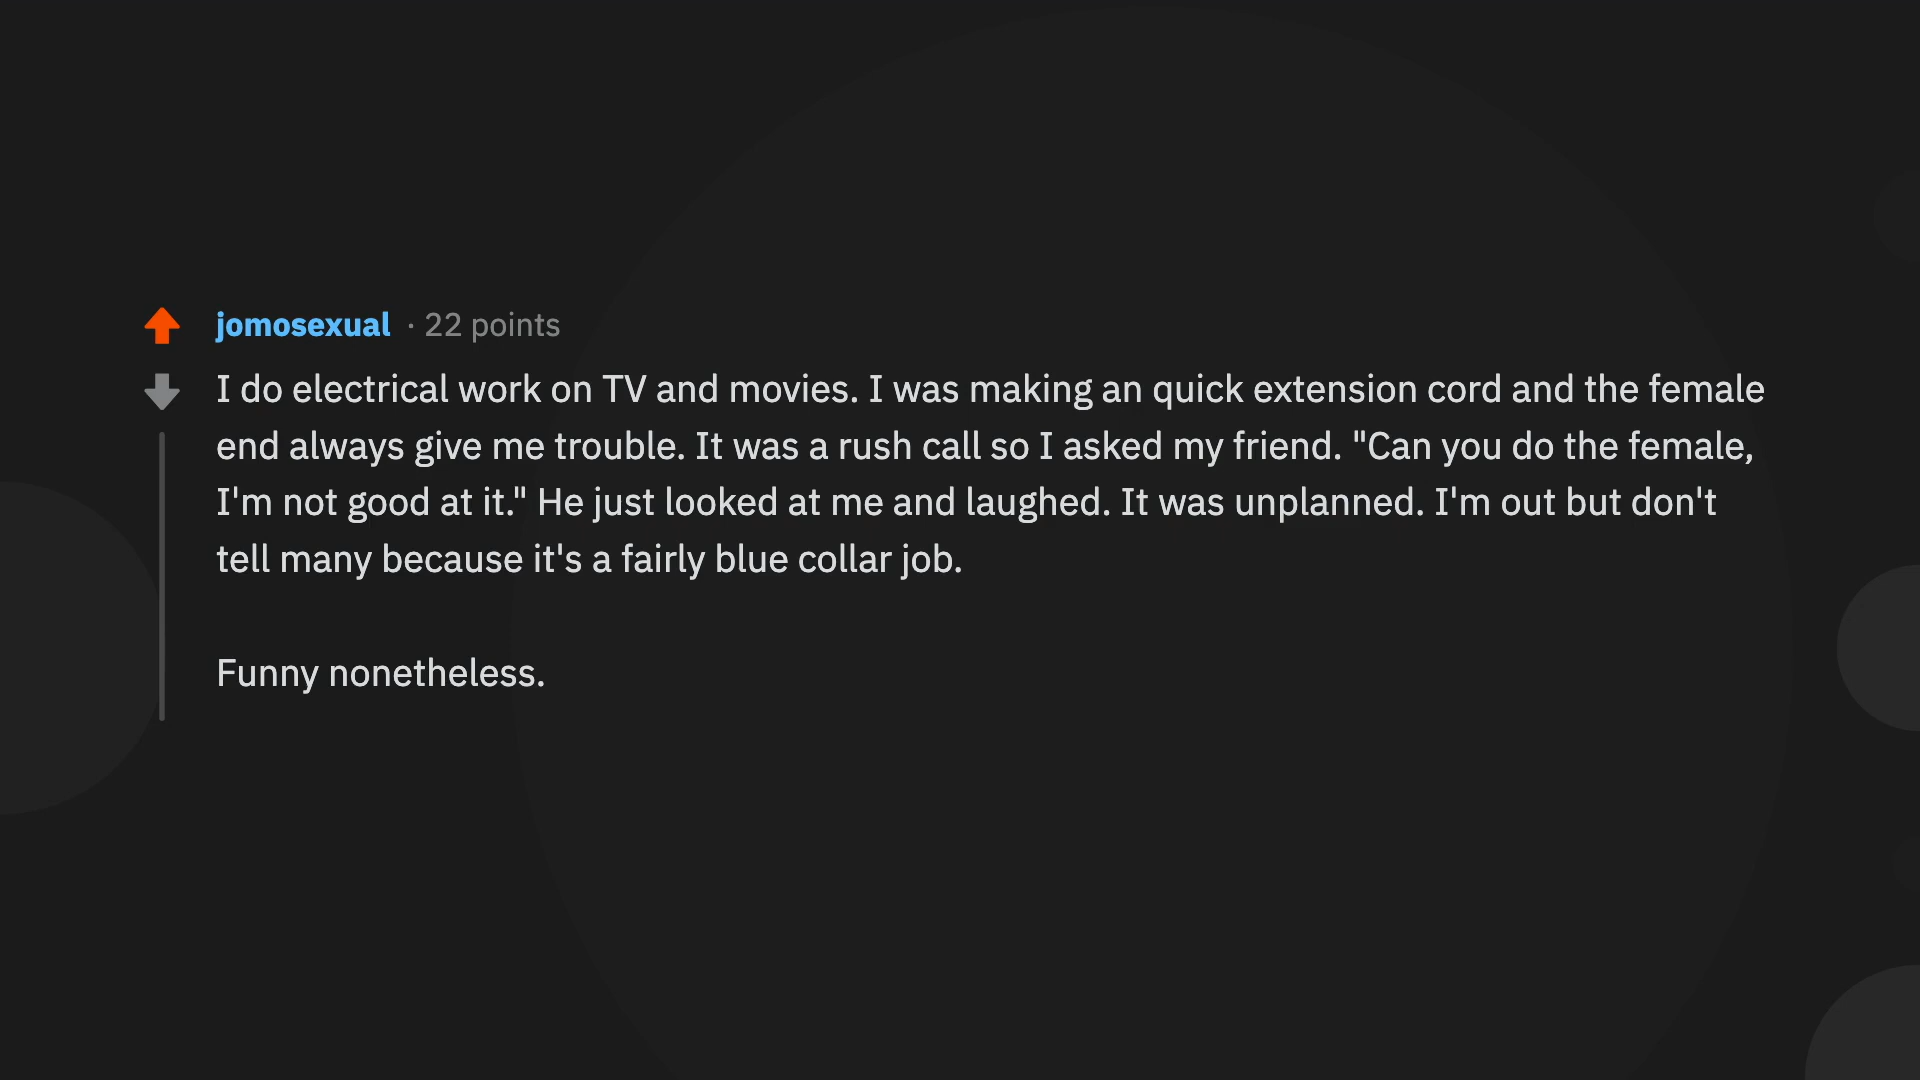 jomosexual · 22 points
I do electrical work on TV and movies. I was making an quick extension cord and the female
end always give me trouble. It was a rush call so I asked my friend. "Can you do the female,
I'm not good at it." He just looked at me and laughed. It was unplanned. I'm out but don't
tell many because it's a fairly blue collar job.
Funny nonetheless.